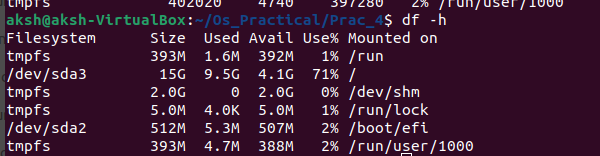 tmpfs 402020 4740 397280 2% /run/user/1000
aksh@aksh-VirtualBox:~/Os_Practical/Prac_4$ df -h
Filesystem Size Used Avail Use% Mounted on
tmpfs 393M 1.6M 392M 1% /run
/dev/sda3 15G 9.5G 4.1G 71% /
tmpfs 2.0G 0 2.0G 0% /dev/shm
tmpfs 5.0M 4.0K 5.0M 1% /run/lock
/dev/sda2 512M 5.3M 507M 2% /boot/efi
tmpfs 393M 4.7M 388M 2% /run/user/1000